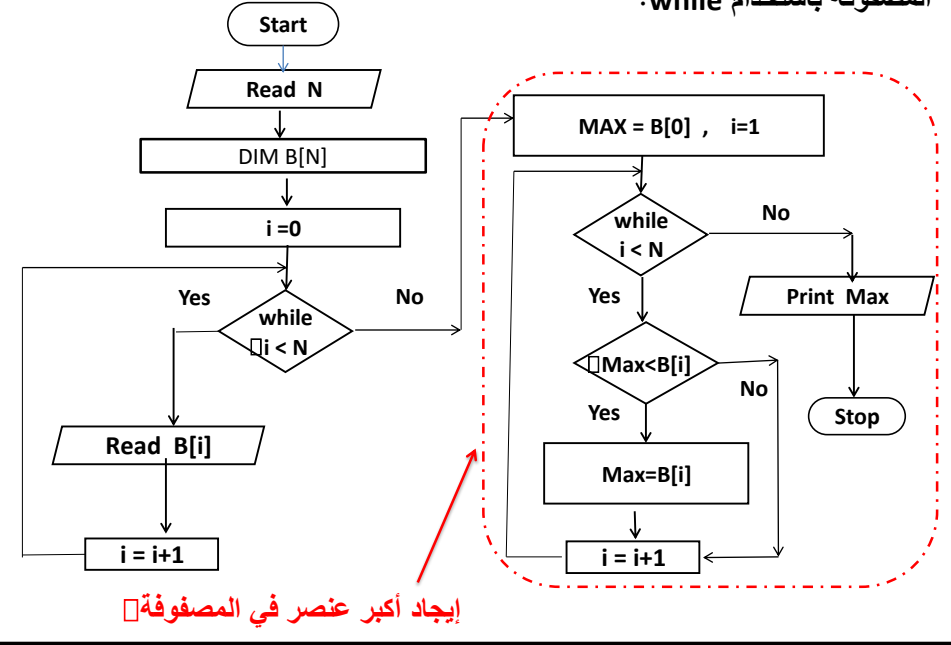 while.
Start
Read N
DIM B[N]
i =0
while
i < N
Yes
No
Read B[i]
i = i+1
MAX = B[0] , i=1
while
i < N
No
Yes
Print Max
Stop
Max<B[i]
No
Yes
Max=B[i]
i = i+1
إيجاد أكبر عنصر في المصفوفة